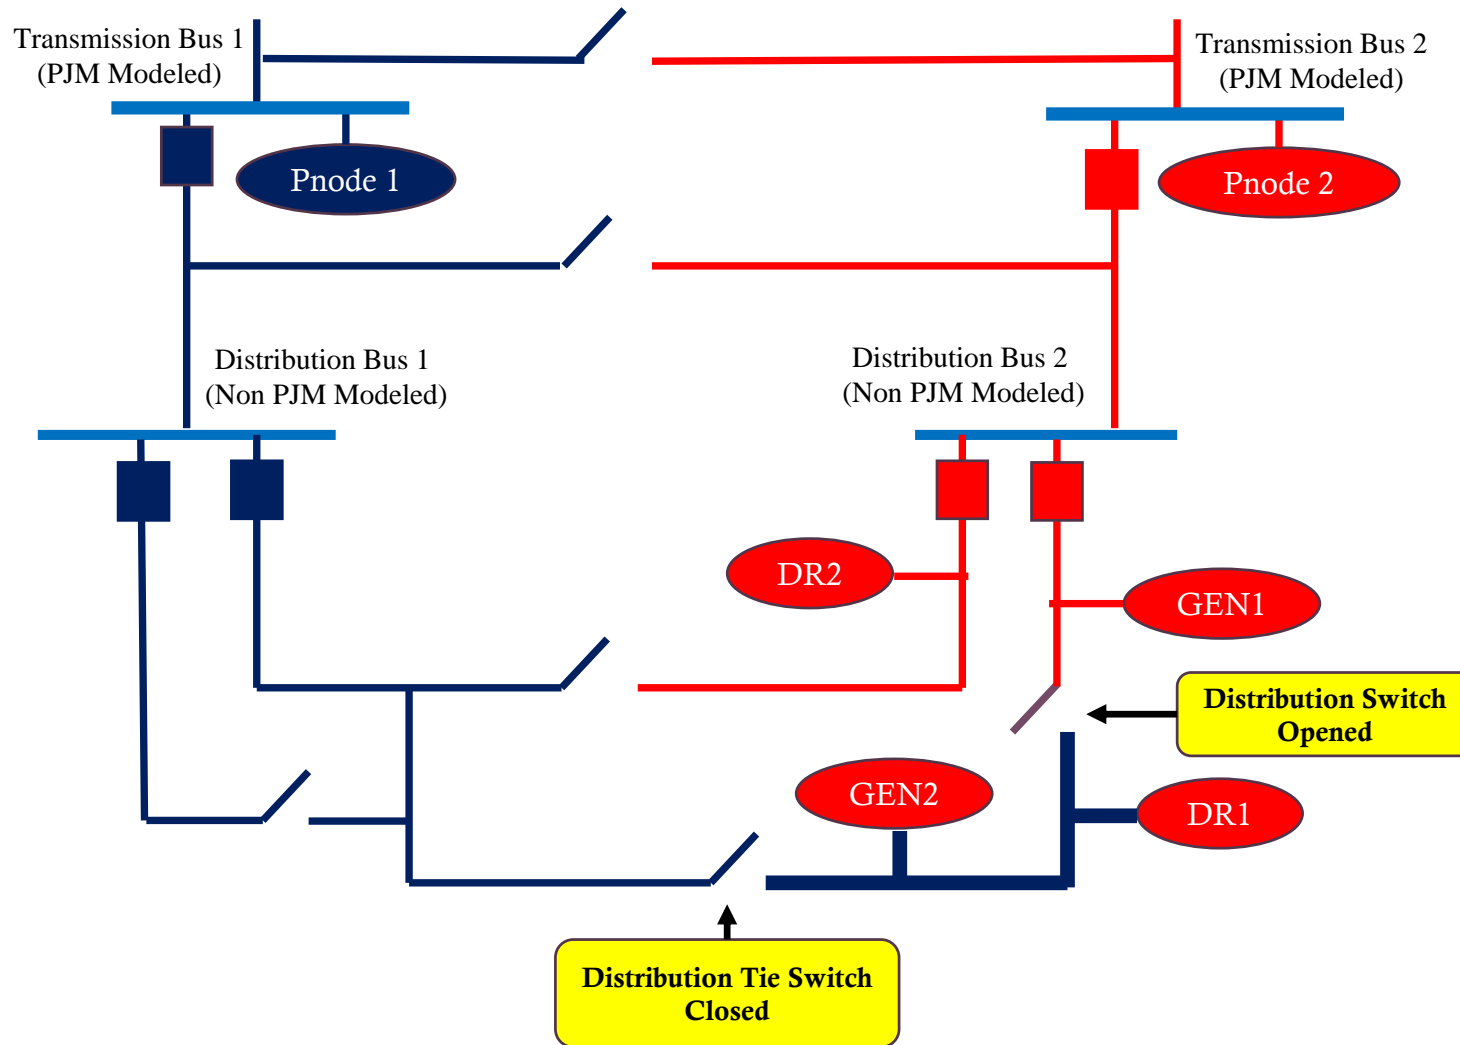 Transmission Bus 1
(PJM Modeled)
Transmission Bus 2
(PJM Modeled)
Pnode 1
Pnode 2
Distribution Bus 1
(Non PJM Modeled)
Distribution Bus 2
(Non PJM Modeled)
DR2
GEN1
Distribution Switch
Opened
GEN2
DR1
Distribution Tie Switch
Closed